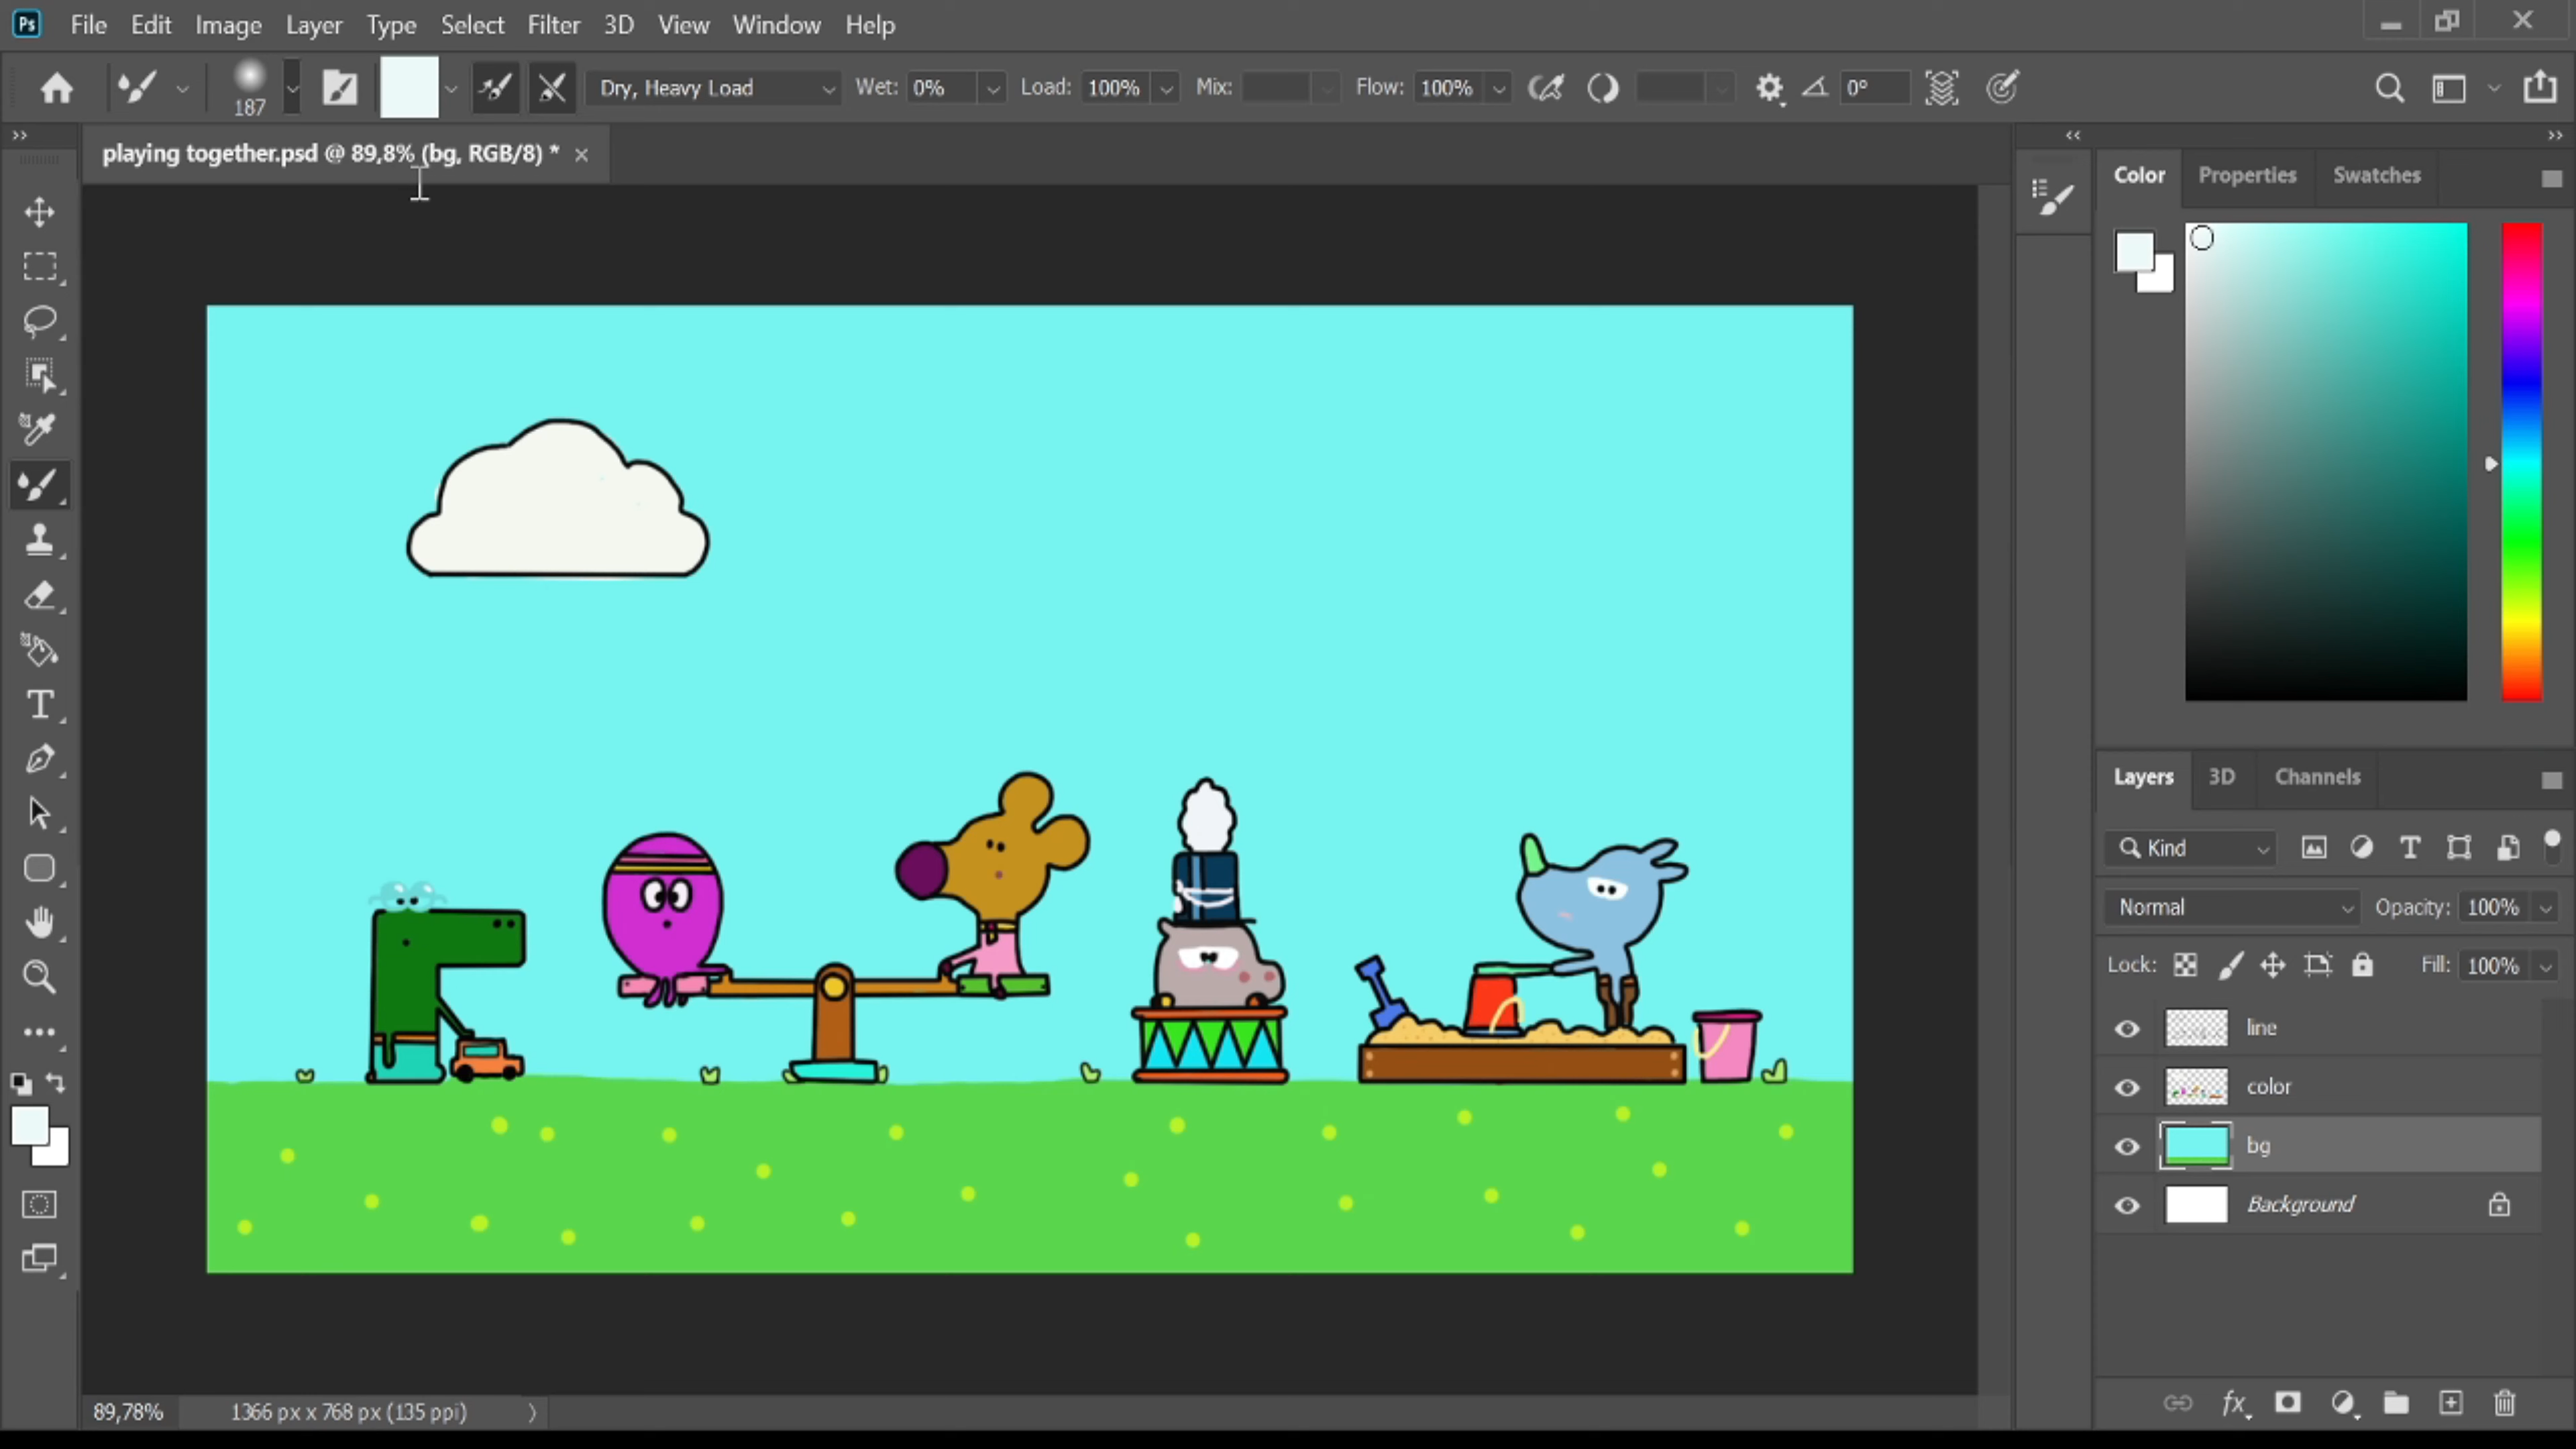 Ps File Edit Image Layer Type Select Filter 3D View Window Help
187 Dry, Heavy Load Wet: 0% Load: 100% Mix: Flow: 100% 0°
playing together.psd @ 89,8% (bg, RGB/8) *
Color Properties Swatches
Layers 3D Channels
Kind
Normal Opacity: 100%
Lock: Fill: 100%
line
color
bg
Background
89,78% 1366 px x 768 px (135 ppi)